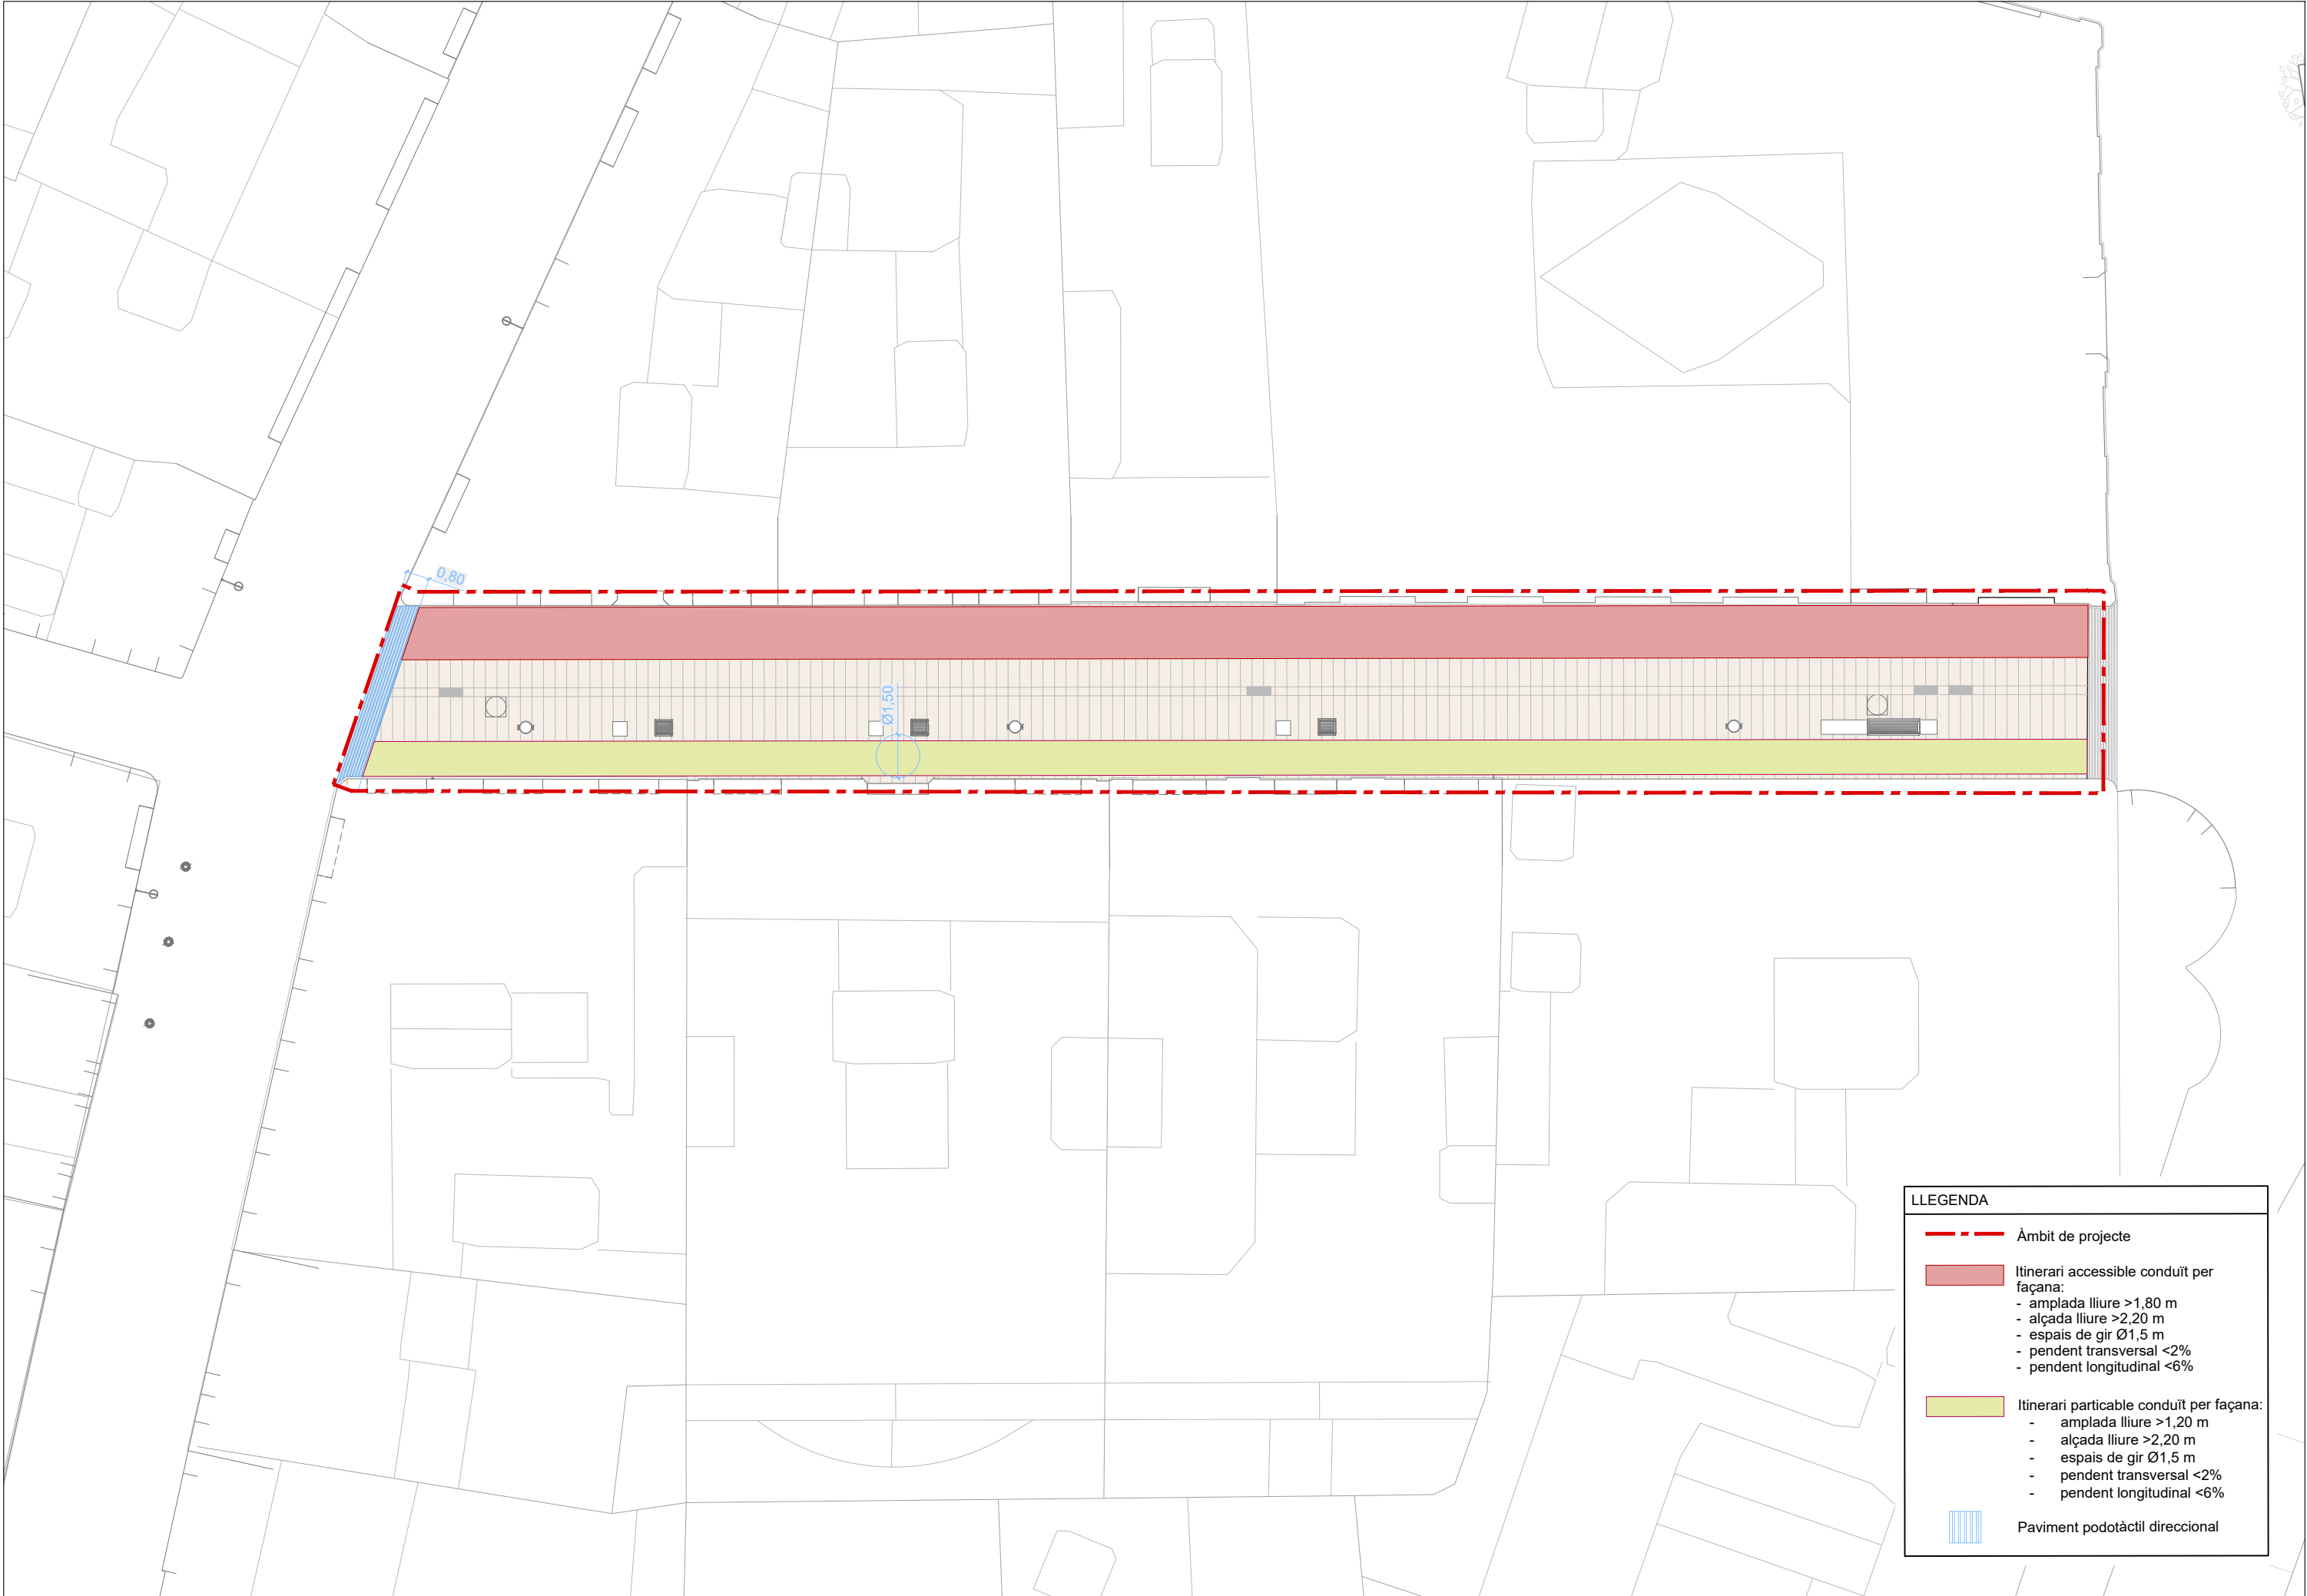 0,80
Ø1,50
LLEGENDA
Àmbit de projecte
Itinerari accessible conduït per
façana:
- amplada lliure >1,80 m
- alçada lliure >2,20 m
- espais de gir Ø1,5 m
- pendent transversal <2%
- pendent longitudinal <6%
Itinerari particable conduït per façana:
- amplada lliure >1,20 m
- alçada lliure >2,20 m
- espais de gir Ø1,5 m
- pendent transversal <2%
- pendent longitudinal <6%
Paviment podotàctil direccional